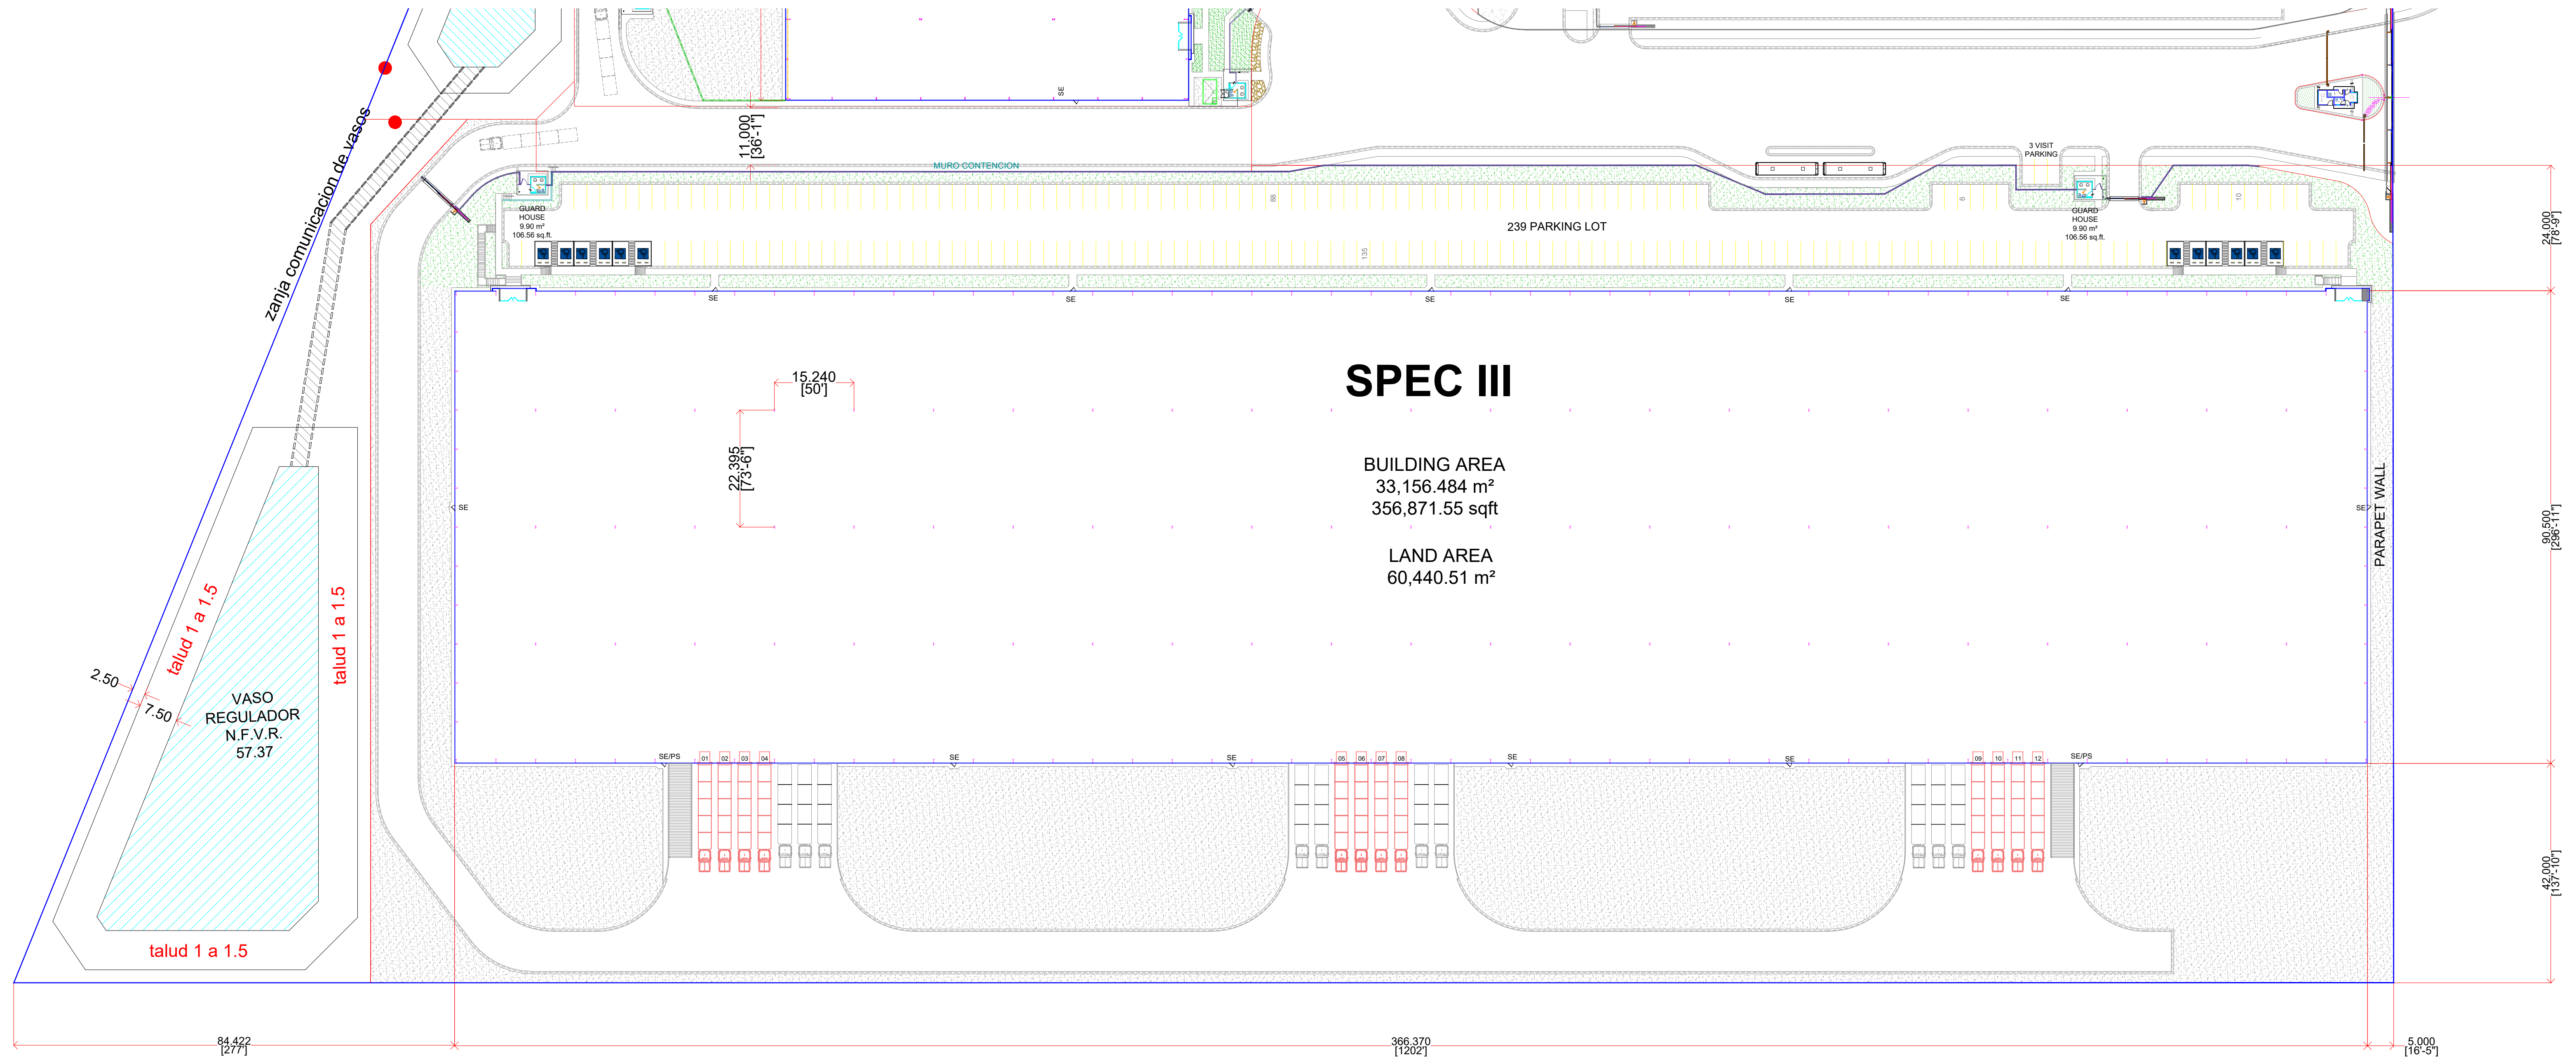 SE
11.000
[36'-1"]
zanja comunicacion de vasos
MURO CONTENCION
3 VISIT
PARKING
GUARD
HOUSE
9.90 m²
106.56 sq.ft.
88
239 PARKING LOT
135
6
GUARD
HOUSE
9.90 m²
106.56 sq.ft.
10
24.000
[78'-9"]
SE
SE
SE
SE
SE
SPEC III
15.240
[50']
22.395
[73'-6"]
BUILDING AREA
33,156.484 m²
356,871.55 sqft
LAND AREA
60,440.51 m²
SE
SE
PARAPET WALL
90.500
[296'-11"]
talud 1 a 1.5
talud 1 a 1.5
2.50
7.50
VASO
REGULADOR
N.F.V.R.
57.37
SE/PS
01 02 03 04
SE
SE
05 06 07 08
SE
SE
09 10 11 12
SE/PS
42.000
[137'-10"]
talud 1 a 1.5
84.422
[277']
366.370
[1202']
5.000
[16'-5"]